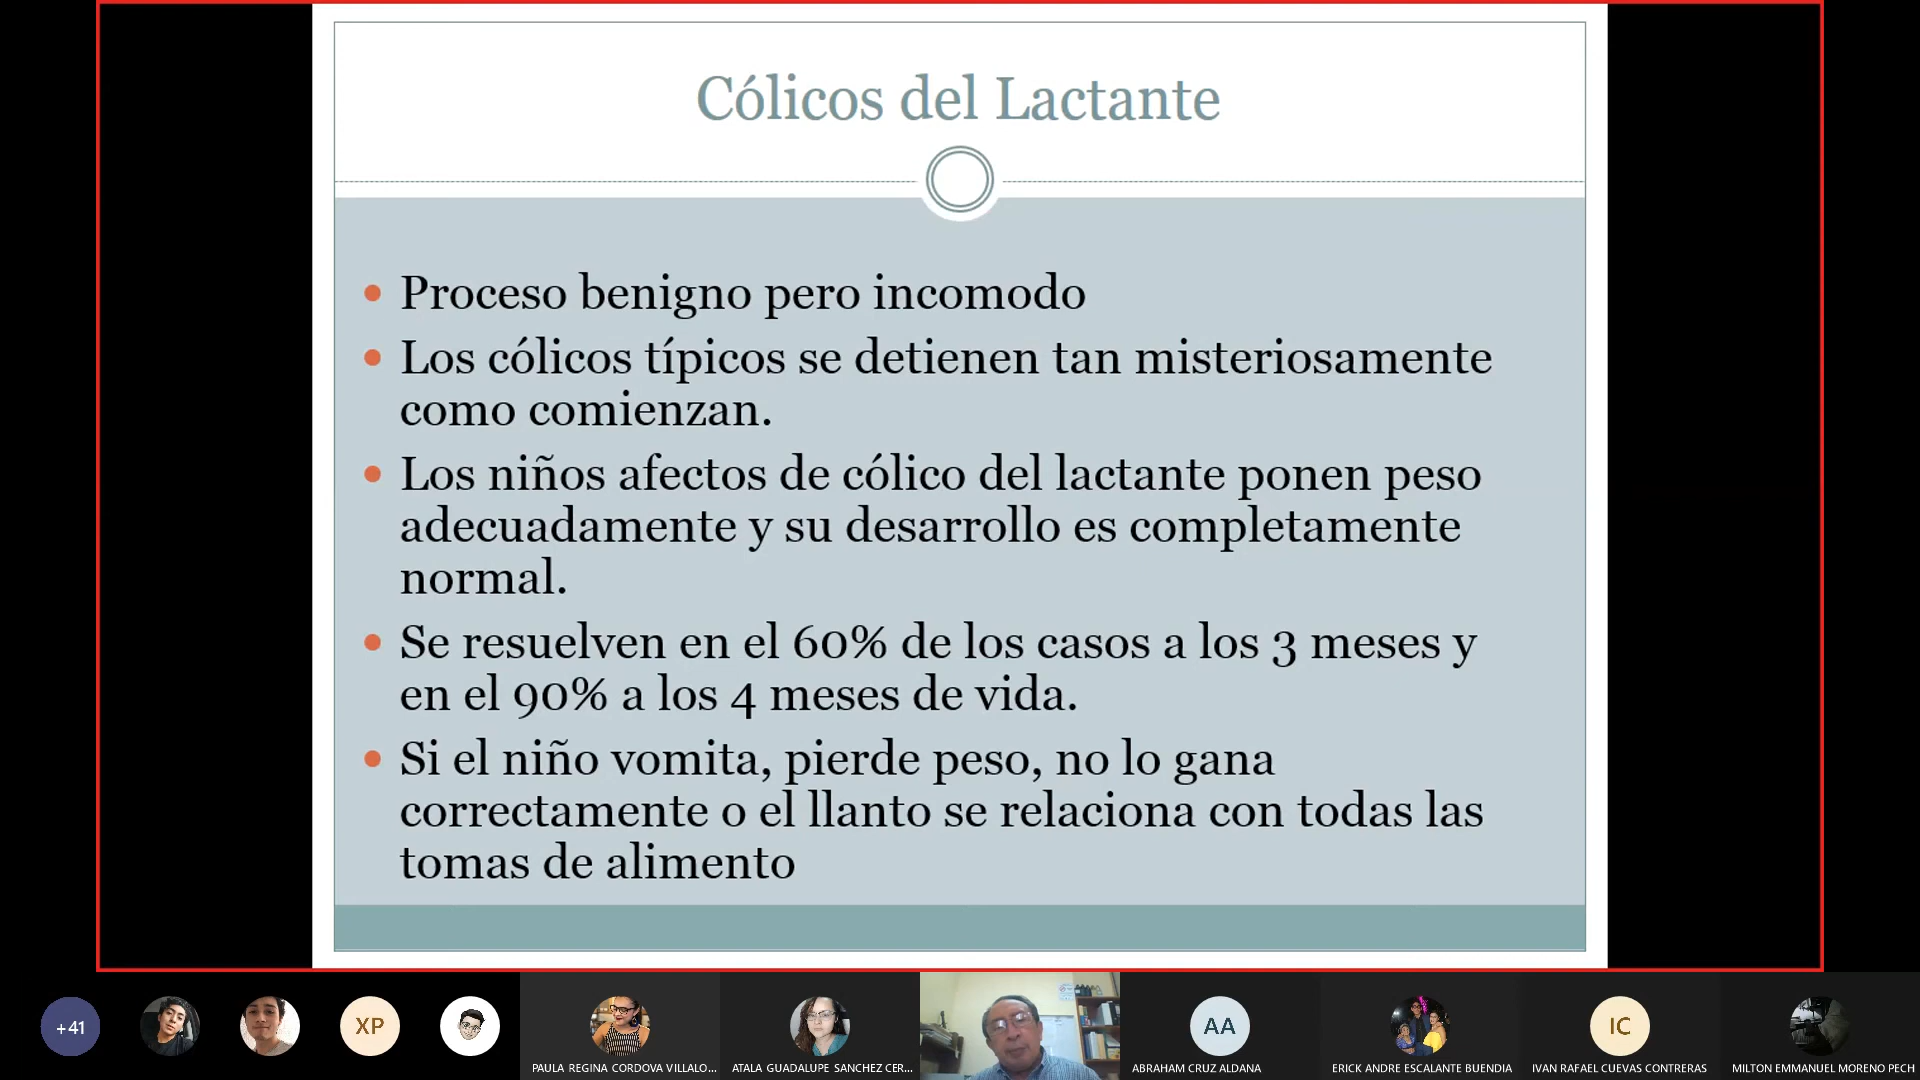 Cólicos del Lactante
Proceso benigno pero incomodo
Los cólicos típicos se detienen tan misteriosamente
como comienzan.
Los niños afectos de cólico del lactante ponen peso
adecuadamente y su desarrollo es completamente
normal.
Se resuelven en el 60% de los casos a los 3 meses y
en el 90% a los 4 meses de vida.
Si el niño vomita, pierde peso, no lo gana
correctamente o el llanto se relaciona con todas las
tomas de alimento
+41
XP
AA
IC
PAULA REGINA CORDOVA VILLALO...
ATALA GUADALUPE SANCHEZ CER...
ABRAHAM CRUZ ALDANA
ERICK ANDRE ESCALANTE BUENDIA
IVAN RAFAEL CUEVAS CONTRERAS
MILTON EMMANUEL MORENO PECH